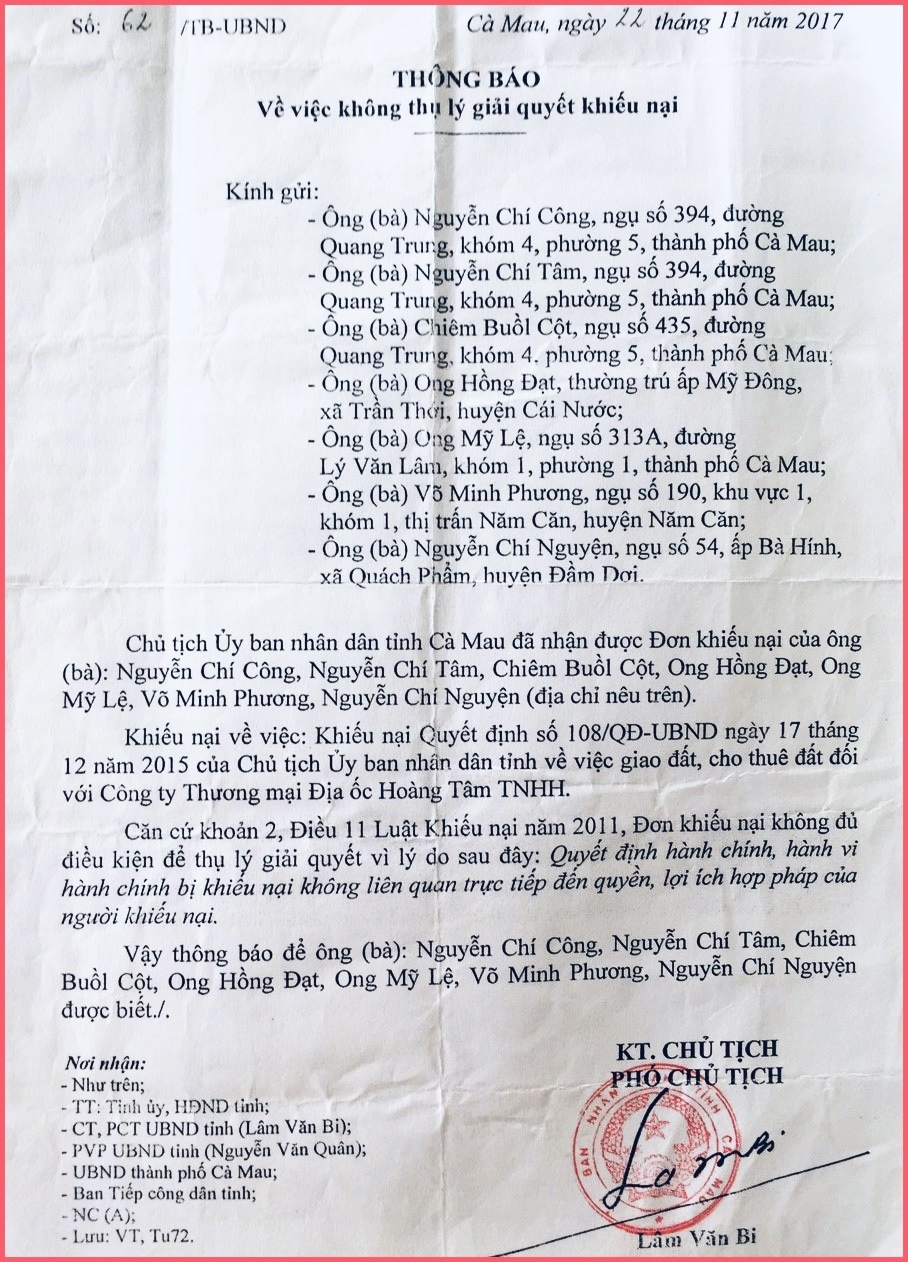 Số: 62 /TB-UBND
Cà Mau, ngày 22 tháng 11 năm 2017
THÔNG BÁO
Về việc không thụ lý giải quyết khiếu nại
Kính gửi:
- Ông (bà) Nguyễn Chí Công, ngụ số 394, đường
Quang Trung, khóm 4, phường 5, thành phố Cà Mau;
- Ông (bà) Nguyễn Chí Tâm, ngụ số 394, đường
Quang Trung, khóm 4, phường 5, thành phố Cà Mau;
- Ông (bà) Chiêm Buồl Cột, ngụ số 435, đường
Quang Trung, khóm 4. phường 5, thành phố Cà Mau;
- Ông (bà) Ong Hồng Đạt, thường trú ấp Mỹ Đông,
xã Trần Thới, huyện Cái Nước;
- Ông (bà) Ong Mỹ Lệ, ngụ số 313A, đường
Lý Văn Lâm, khóm 1, phường 1, thành phố Cà Mau;
- Ông (bà) Võ Minh Phương, ngụ số 190, khu vực 1,
khóm 1, thị trấn Năm Căn, huyện Năm Căn;
- Ông (bà) Nguyễn Chí Nguyện, ngụ số 54, ấp Bà Hính,
xã Quách Phẩm, huyện Đầm Dơi.
Chủ tịch Ủy ban nhân dân tỉnh Cà Mau đã nhận được Đơn khiếu nại của ông
(bà): Nguyễn Chí Công, Nguyễn Chí Tâm, Chiêm Buồl Cột, Ong Hồng Đạt, Ong
Mỹ Lệ, Võ Minh Phương, Nguyễn Chí Nguyện (địa chỉ nêu trên).
Khiếu nại về việc: Khiếu nại Quyết định số 108/QĐ-UBND ngày 17 tháng
12 năm 2015 của Chủ tịch Ủy ban nhân dân tỉnh về việc giao đất, cho thuê đất đối
với Công ty Thương mại Địa ốc Hoàng Tâm TNHH.
Căn cứ khoản 2, Điều 11 Luật Khiếu nại năm 2011, Đơn khiếu nại không đủ
điều kiện để thụ lý giải quyết vì lý do sau đây: Quyết định hành chính, hành vi
hành chính bị khiếu nại không liên quan trực tiếp đến quyền, lợi ích hợp pháp của
người khiếu nại.
Vậy thông báo để ông (bà): Nguyễn Chí Công, Nguyễn Chí Tâm, Chiêm
Buồl Cột, Ong Hồng Đạt, Ong Mỹ Lệ, Võ Minh Phương, Nguyễn Chí Nguyện
được biết./.
Nơi nhận:
- Như trên;
- TT: Tỉnh ủy, HĐND tỉnh;
- CT, PCT UBND tỉnh (Lâm Văn Bi);
- PVP UBND tỉnh (Nguyễn Văn Quân);
- UBND thành phố Cà Mau;
- Ban Tiếp công dân tỉnh;
- NC (A);
- Lưu: VT, Tu72.
KT. CHỦ TỊCH
PHÓ CHỦ TỊCH
BAN NHÂN TỈNH CÀ MAU
Lâm Văn Bi